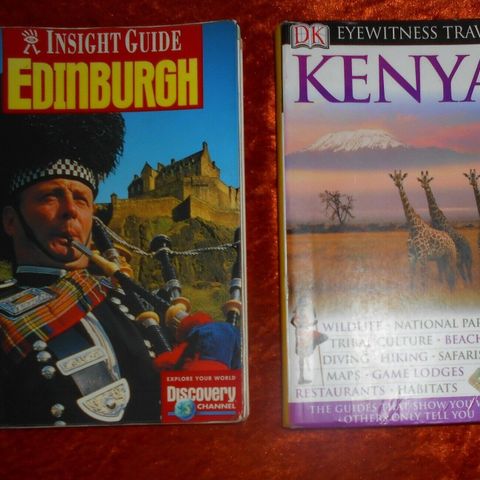 INSIGHT GUIDE
EDINBURGH
EXPLORE YOUR WORLD
Discovery
CHANNEL
DK EYEWITNESS TRAV
KENYA
WILDLIFE · NATIONAL PAR
TRIBAL CULTURE · BEACH
DIVING · HIKING · SAFARIS
MAPS · GAME LODGES
RESTAURANTS · HABITATS
THE GUIDES THAT SHOW YOU W
OTHERS ONLY TELL YOU